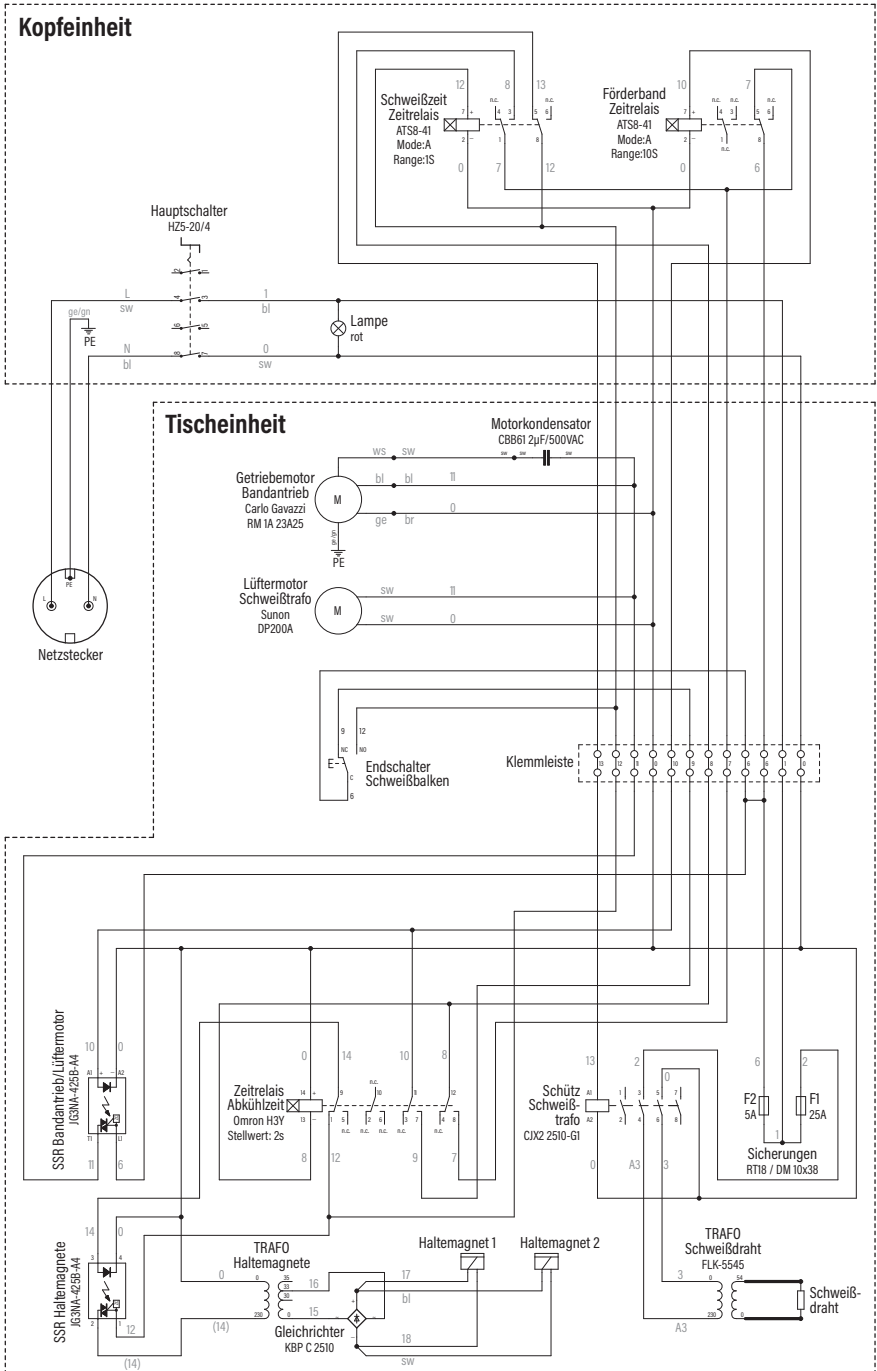 Kopfeinheit
12
8
13
10
7
Schweißzeit
Zeitrelais
ATS8-41
Mode:A
Range:1S
7 +
2 –
n.c.
4 3
1
n.c.
5 6
8
Förderband
Zeitrelais
ATS8-41
Mode:A
Range:10S
7 +
2 –
n.c.
n.c.
4 3
1
n.c.
n.c.
5 6
8
0
7
12
0
6
Hauptschalter
HZ5-20/4
2 1
L
4 3
1
sw
bl
ge/gn
PE
6 5
Lampe
rot
N
8 7
0
bl
sw
Tischeinheit
Motorkondensator
CBB61 2µF/500VAC
ws sw
sw sw sw
Getriebemotor
Bandantrieb
Carlo Gavazzi
RM 1A 23A25
M
bl bl 11
0
ge br
ge/gn
PE
Lüftermotor
Schweißtrafo
Sunon
DP200A
M
sw 11
sw 0
PE
L
N
Netzstecker
9 12
NC NO
E
C
6
Endschalter
Schweißbalken
Klemmleiste
13 12 11 0 10 9 8 7 6 6 1 0
SSR Bandantrieb/Lüftermotor
JG3NA-425B-A4
10 0
A1 + – A2
T1 L1
11 6
0 14 10 8
Zeitrelais
Abkühlzeit
Omron H3Y
Stellwert: 2s
14 +
13 –
9
1 5
n.c.
n.c.
10
2 6
n.c. n.c.
11
3 7
n.c.
12
4 8
n.c.
8 12 9 7
13 2 0
Schütz
Schweiß-
trafo
CJX2 2510-G1
A1
A2
1 3 5 7
2 4 6 8
0 A3 3
6 2
F2
5A
F1
25A
1
Sicherungen
RT18 / DM 10x38
SSR Haltemagnete
JG3NA-425B-A4
14 0
3 4
2 1
12
(14)
TRAFO
Haltemagnete
0
0
230
(14)
35
33
30
0
16
15
Gleichrichter
KBP C 2510
+
–
Haltemagnet 1
Haltemagnet 2
17
bl
18
sw
TRAFO
Schweißdraht
FLK-5545
3
0
230
A3
54
0
Schweiß-
draht